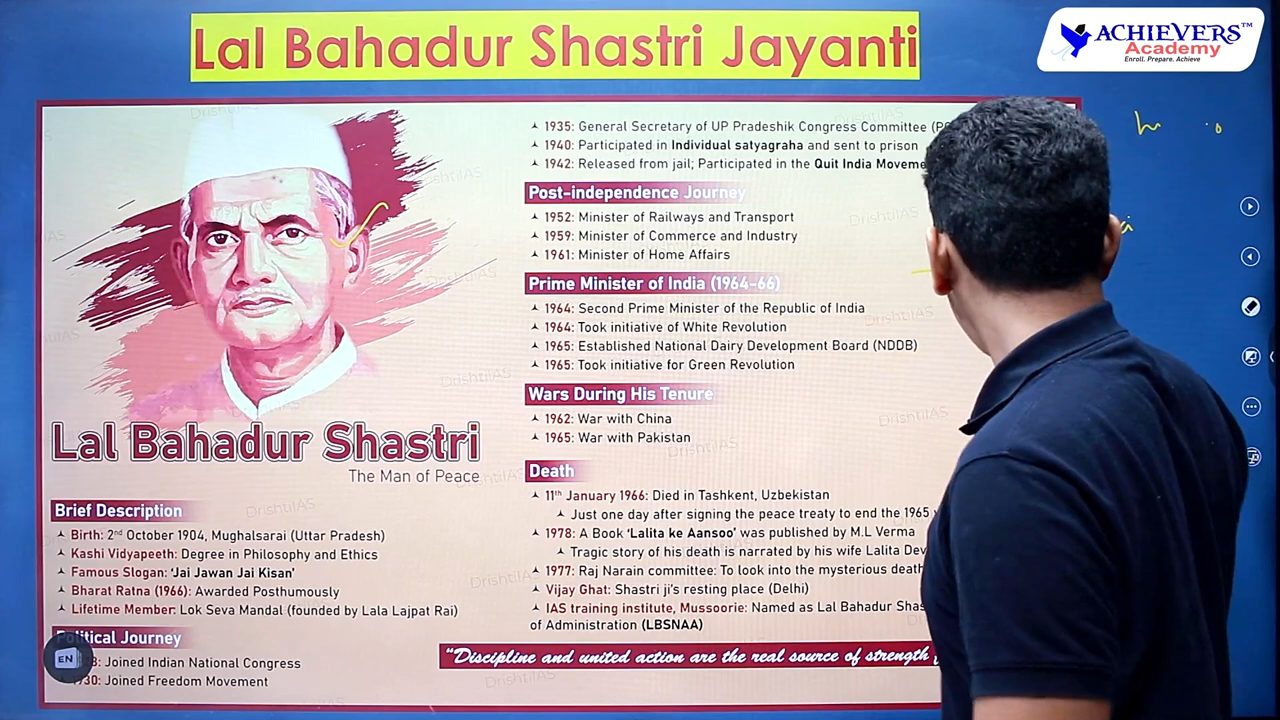 Lal Bahadur Shastri Jayanti
ACHIEVERS™
Academy
Enroll. Prepare. Achieve
1935: General Secretary of UP Pradeshik Congress Committee
1940: Participated in Individual satyagraha and sent to prison
1942: Released from jail; Participated in the Quit India
Post-independence Journey
1952: Minister of Railways and Transport
1959: Minister of Commerce and Industry
1961: Minister of Home Affairs
Prime Minister of India (1964-66)
1964: Second Prime Minister of the Republic of India
1964: Took initiative of White Revolution
1965: Established National Dairy Development Board (NDDB)
1965: Took initiative for Green Revolution
Wars During His Tenure
1962: War with China
1965: War with Pakistan
Death
11th January 1966: Died in Tashkent, Uzbekistan
Just one day after signing the peace treaty to end the 1965
1978: A Book ‘Lalita ke Aansoo’ was published by M.L Verma
Tragic story of his death is narrated by his wife Lalita
1977: Raj Narain committee: To look into the mysterious death
Vijay Ghat: Shastri ji's resting place (Delhi)
IAS training institute, Mussoorie: Named as Lal Bahadur
of Administration (LBSNAA)
“Discipline and united action are the real source of strength
Lal Bahadur Shastri
The Man of Peace
Brief Description
Birth: 2nd October 1904, Mughalsarai (Uttar Pradesh)
Kashi Vidyapeeth: Degree in Philosophy and Ethics
Famous Slogan: ‘Jai Jawan Jai Kisan’
Bharat Ratna (1966): Awarded Posthumously
Lifetime Member: Lok Seva Mandal (founded by Lala Lajpat Rai)
Political Journey
Joined Indian National Congress
1930: Joined Freedom Movement
EN
DrishtiIAS